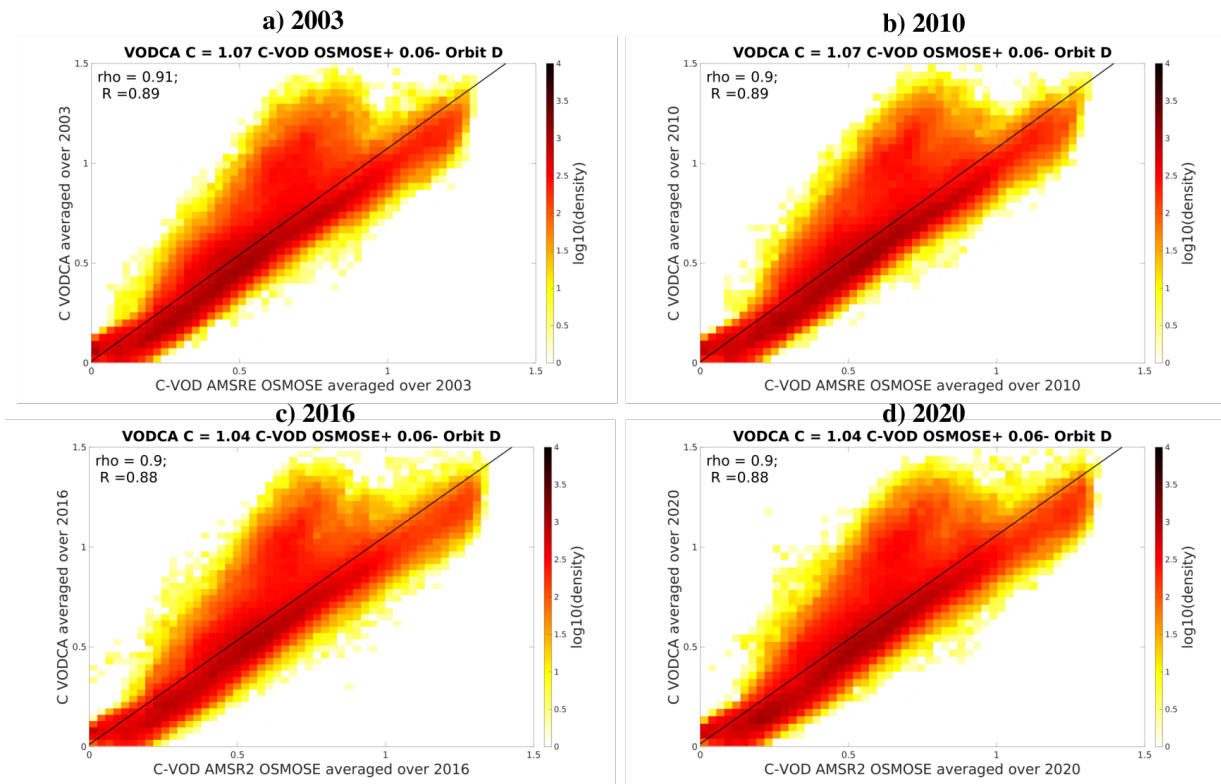 a) 2003
VODCA C = 1.07 C-VOD OSMOSE+ 0.06- Orbit D
rho = 0.91;
R =0.89
C VODCA averaged over 2003
0
0.5
1
1.5
0
0.5
1
1.5
C-VOD AMSRE OSMOSE averaged over 2003
4
3.5
3
2.5
2
1.5
1
0.5
0
log10(density)
b) 2010
VODCA C = 1.07 C-VOD OSMOSE+ 0.06- Orbit D
rho = 0.9;
R =0.89
C VODCA averaged over 2010
0
0.5
1
1.5
0
0.5
1
1.5
C-VOD AMSRE OSMOSE averaged over 2010
4
3.5
3
2.5
2
1.5
1
0.5
0
log10(density)
c) 2016
VODCA C = 1.04 C-VOD OSMOSE+ 0.06- Orbit D
rho = 0.9;
R =0.88
C VODCA averaged over 2016
0
0.5
1
1.5
0
0.5
1
1.5
C-VOD AMSR2 OSMOSE averaged over 2016
4
3.5
3
2.5
2
1.5
1
0.5
0
log10(density)
d) 2020
VODCA C = 1.04 C-VOD OSMOSE+ 0.06- Orbit D
rho = 0.9;
R =0.88
C VODCA averaged over 2020
0
0.5
1
1.5
0
0.5
1
1.5
C-VOD AMSR2 OSMOSE averaged over 2020
4
3.5
3
2.5
2
1.5
1
0.5
0
log10(density)